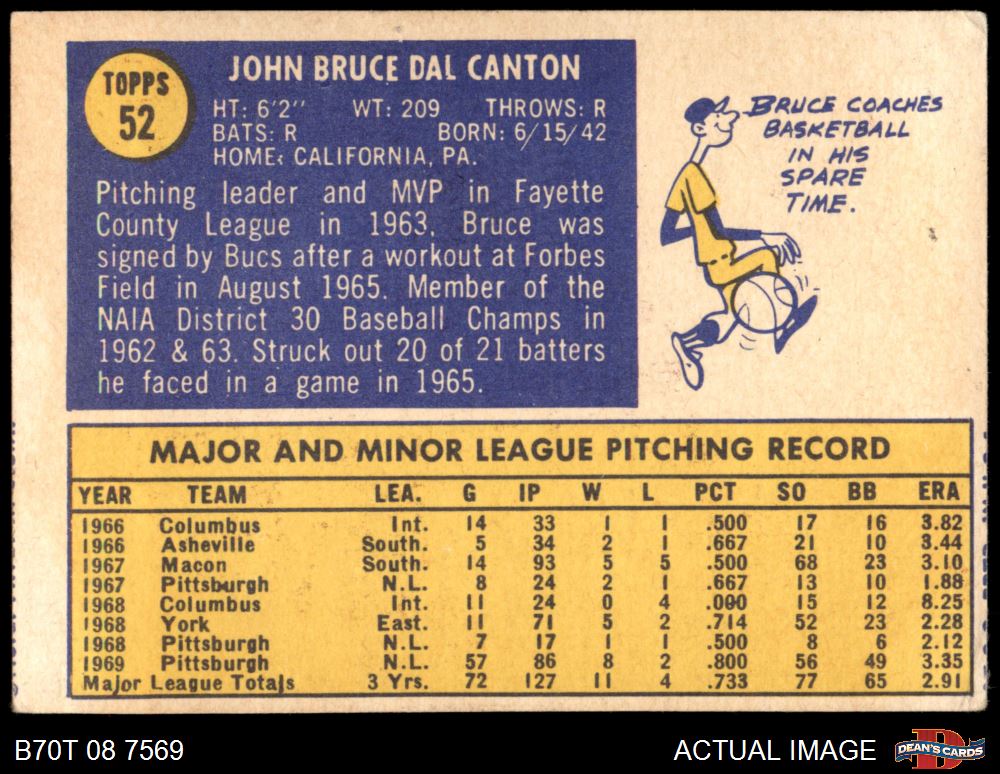 TOPPS
52
JOHN BRUCE DAL CANTON
HT: 6'2'' WT: 209 THROWS: R
BATS: R BORN: 6/15/42
HOME: CALIFORNIA, PA.
Pitching leader and MVP in Fayette
County League in 1963, Bruce was
signed by Bucs after a workout at Forbes
Field in August 1965. Member of the
NAIA District 30 Baseball Champs in
1962 & 63. Struck out 20 of 21 batters
he faced in a game in 1965.
BRUCE COACHES
BASKETBALL
IN HIS
SPARE
TIME.
MAJOR AND MINOR LEAGUE PITCHING RECORD
YEAR TEAM LEA. G IP W L PCT SO BB ERA
1966 Columbus Int. 14 33 1 1 .500 17 16 3.82
1966 Asheville South. 5 34 2 1 .667 21 10 3.44
1967 Macon South. 14 93 5 5 .500 68 23 3.10
1967 Pittsburgh N.L. 8 24 2 1 .667 13 10 1.88
1968 Columbus Int. 11 24 0 4 .000 15 12 8.25
1968 York East. 11 71 5 2 .714 52 23 2.28
1968 Pittsburgh N.L. 7 17 1 1 .500 8 6 2.12
1969 Pittsburgh N.L. 57 86 8 2 .800 56 49 3.35
Major League Totals 3 Yrs. 72 127 11 4 .733 77 65 2.91
B70T 08 7569 ACTUAL IMAGE DEAN'S CARDS